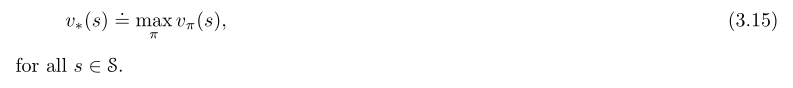 v∗(s) ≐ max_π v_π(s), (3.15)
for all s ∈ 𝒮.